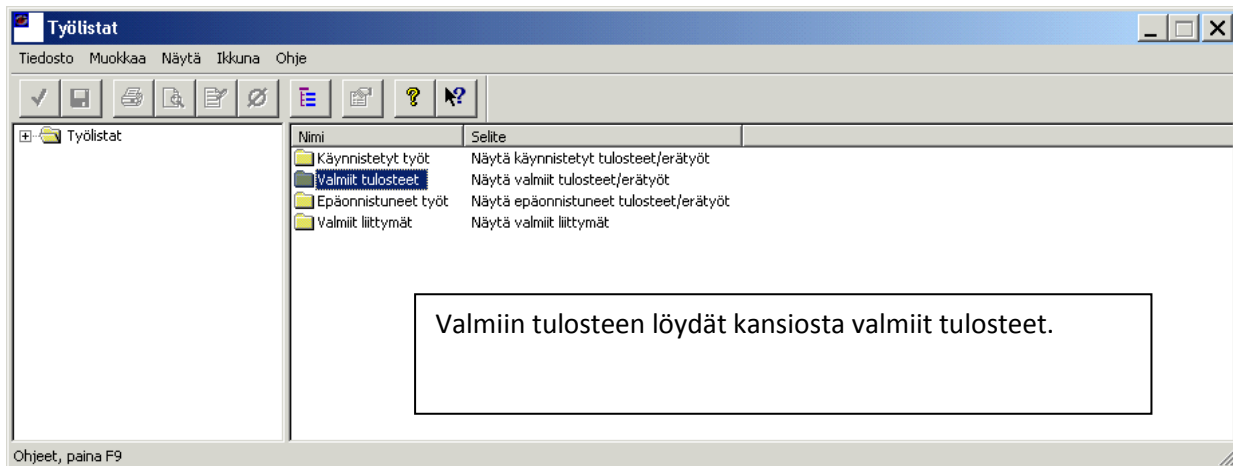 Työlistat
Tiedosto Muokkaa Näytä Ikkuna Ohje
Työlistat
Nimi Selite
Käynnistetyt työt Näytä käynnistetyt tulosteet/erätyöt
Valmiit tulosteet Näytä valmiit tulosteet/erätyöt
Epäonnistuneet työt Näytä epäonnistuneet tulosteet/erätyöt
Valmiit liittymät Näytä valmiit liittymät
Valmiin tulosteen löydät kansiosta valmiit tulosteet.
Ohjeet, paina F9